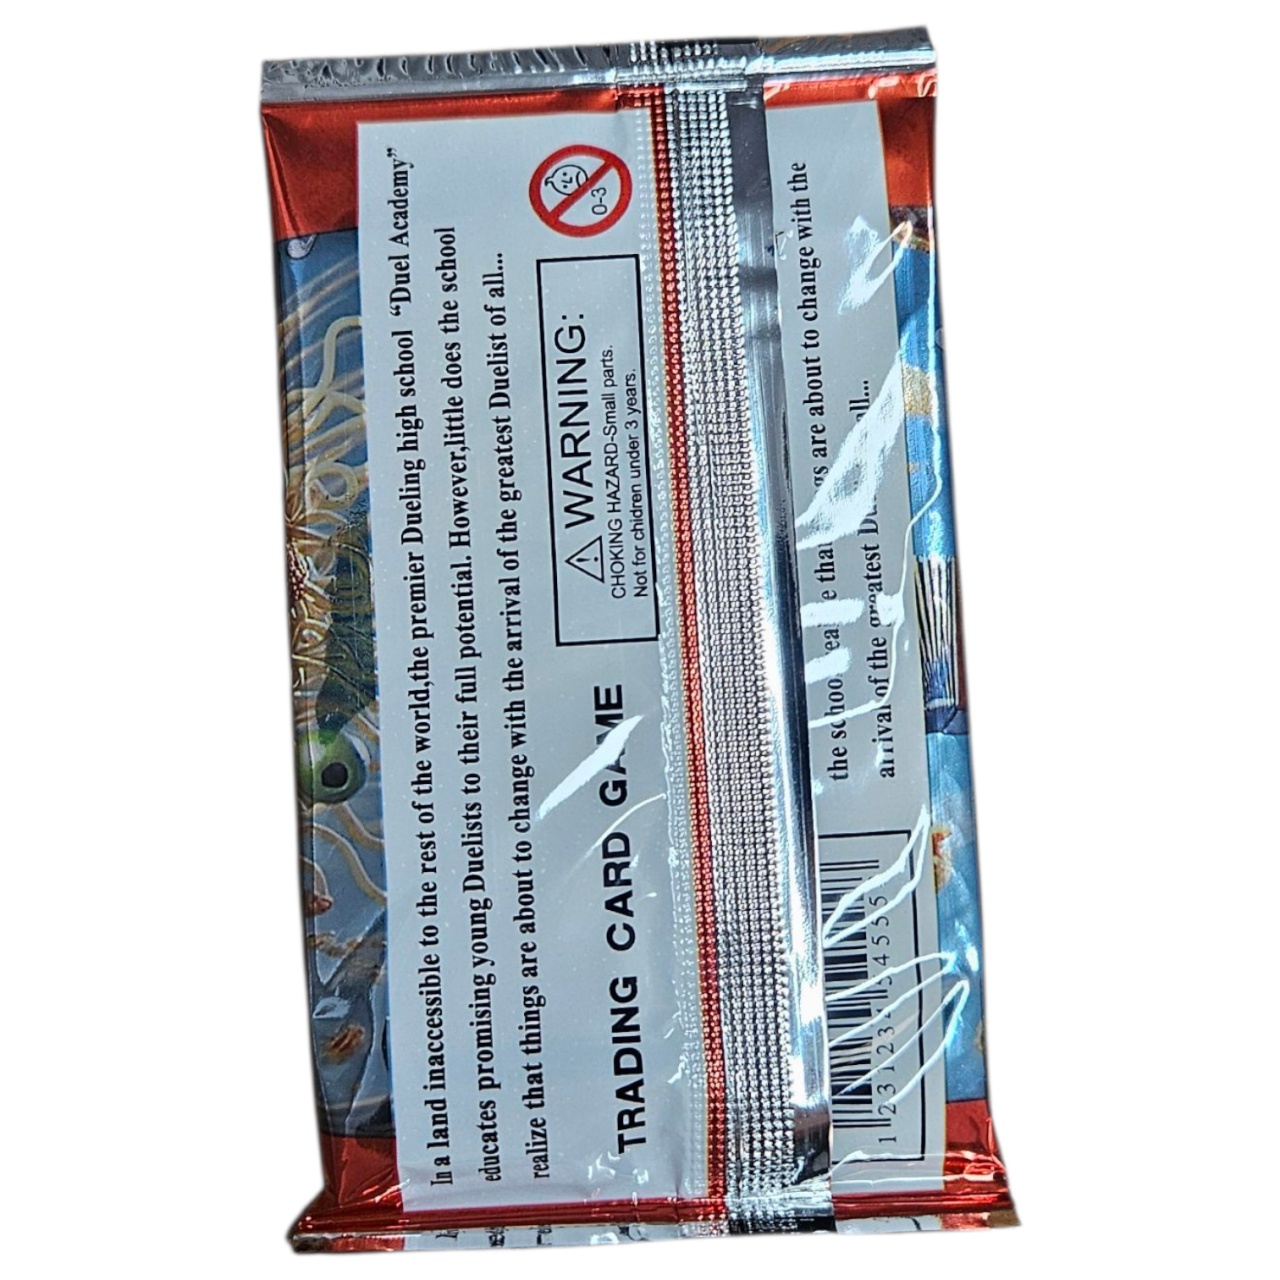 In a land inaccessible to the rest of the world,the premier Dueling high school “Duel Academy”
educates promising young Duelists to their full potential. However,little does the school
realize that things are about to change with the arrival of the greatest Duelist of all...
0-3
⚠ WARNING:
CHOKING HAZARD-Small parts.
Not for children under 3 years.
TRADING CARD GAME
the are about to change with the
arrival of the greatest all...